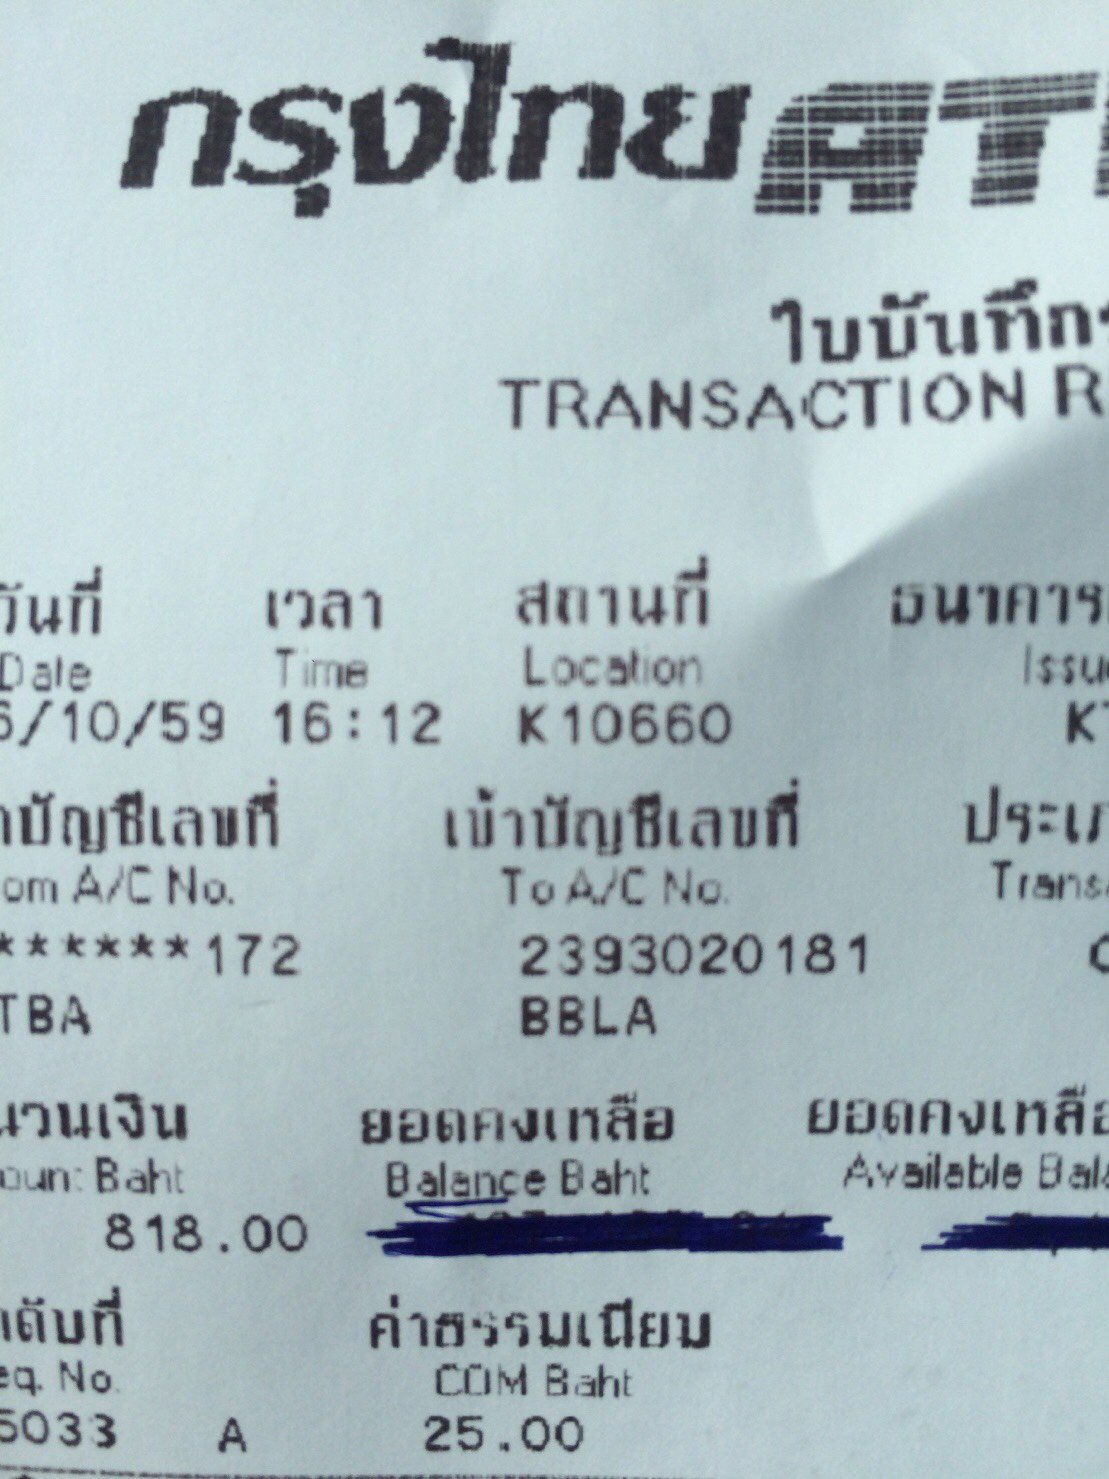 กรุงไทย AT
ใบบันทึก
TRANSACTION R
วันที่ เวลา สถานที่ ธนาคาร
Date Time Location Issu
6/10/59 16:12 K10660 KT
บัญชีเลขที่ เข้าบัญชีเลขที่ ประเภ
om A/C No. To A/C No. Trans
******172 2393020181
TBA BBLA
นวนเงิน ยอดคงเหลือ ยอดคงเหลือ
oun: Baht Balance Baht Available Bala
818.00
ดับที่ ค่าธรรมเนียม
eq. No. COM Baht
5033 A 25.00